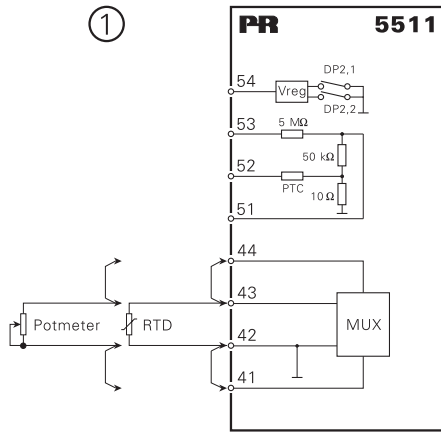 1
PR 5511
54
Vreg
DP2,1
DP2,2
53
5 MΩ
50 kΩ
52
PTC
10 Ω
51
44
43
Potmeter
RTD
MUX
42
41